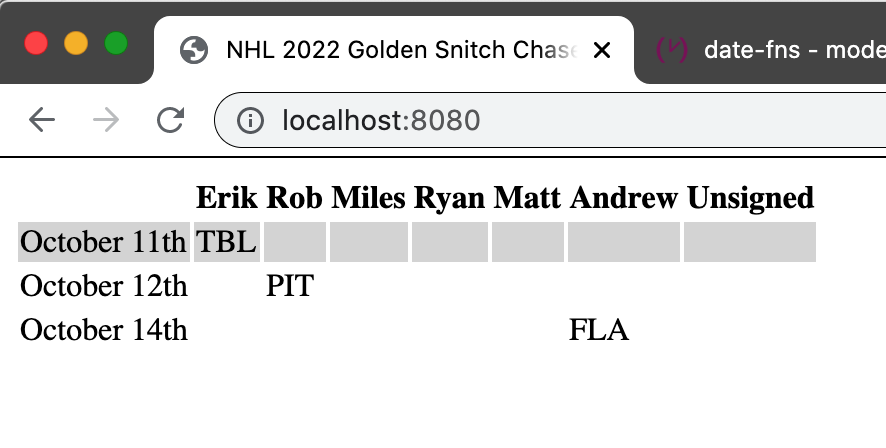 NHL 2022 Golden Snitch Chase
date-fns - mode
localhost:8080
Erik Rob Miles Ryan Matt Andrew Unsigned
October 11th TBL
October 12th PIT
October 14th FLA